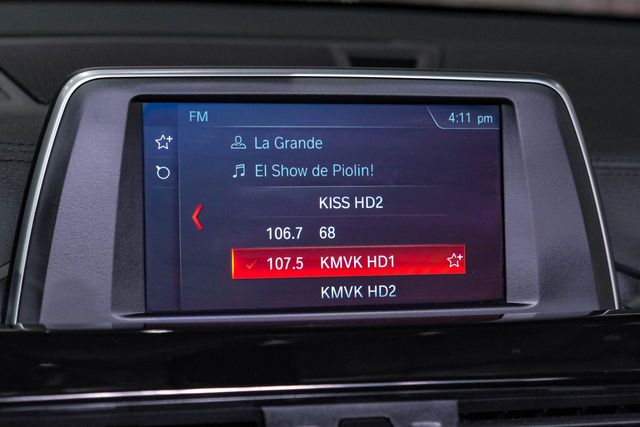 FM 4:11 pm
La Grande
El Show de Piolin!
KISS HD2
106.7 68
107.5 KMVK HD1
KMVK HD2